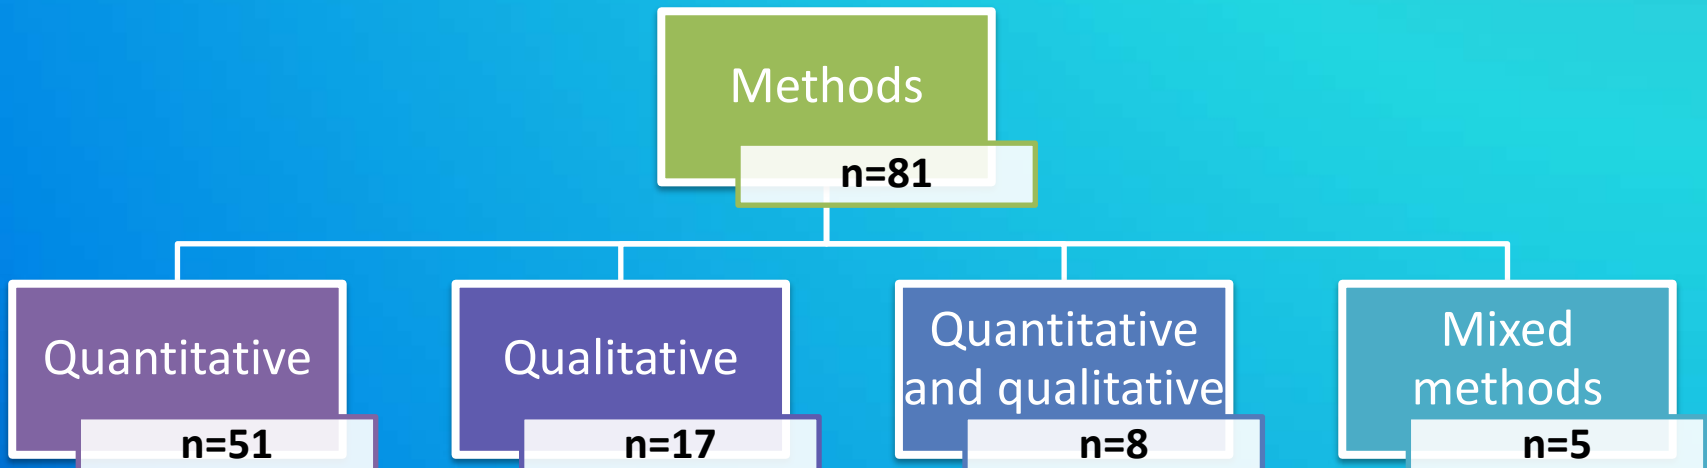 Methods
n=81
Quantitative
n=51
Qualitative
n=17
Quantitative
and qualitative
n=8
Mixed
methods
n=5